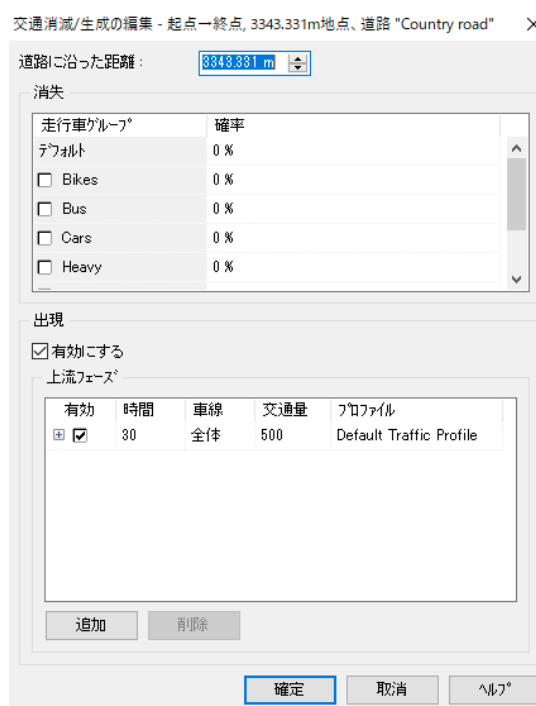 交通消滅/生成の編集 - 起点→終点, 3343.331m地点、道路 "Country road"
道路に沿った距離：
3343.331 m
消失
走行車ｸﾞﾙｰﾌﾟ 確率
ﾃﾞﾌｫﾙﾄ 0 %
Bikes 0 %
Bus 0 %
Cars 0 %
Heavy 0 %
出現
有効にする
上流ﾌｪｰｽﾞ
有効 時間 車線 交通量 ﾌﾟﾛﾌｧｲﾙ
30 全体 500 Default Traffic Profile
追加 削除
確定 取消 ﾍﾙﾌﾟ